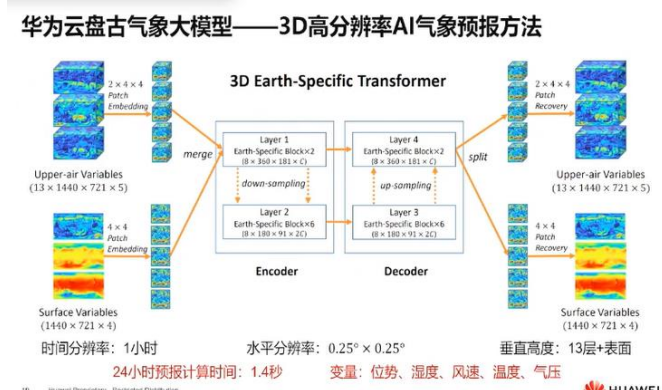 华为云盘古气象大模型——3D高分辨率AI气象预报方法
3D Earth-Specific Transformer
2 × 4 × 4
Patch
Embedding
Upper-air Variables
(13 × 1440 × 721 × 5)
4 × 4
Patch
Embedding
Surface Variables
(1440 × 721 × 4)
merge
Layer 1
Earth-Specific Block×2
(8 × 360 × 181 × C)
down-sampling
Layer 2
Earth-Specific Block×6
(8 × 180 × 91 × 2C)
Encoder
Layer 4
Earth-Specific Block×2
(8 × 360 × 181 × C)
up-sampling
Layer 3
Earth-Specific Block×6
(8 × 180 × 91 × 2C)
Decoder
split
2 × 4 × 4
Patch
Recovery
Upper-air Variables
(13 × 1440 × 721 × 5)
4 × 4
Patch
Recovery
Surface Variables
(1440 × 721 × 4)
时间分辨率：1小时
水平分辨率：0.25° × 0.25°
垂直高度：13层+表面
24小时预报计算时间：1.4秒
变量：位势、湿度、风速、温度、气压
HUAWEI